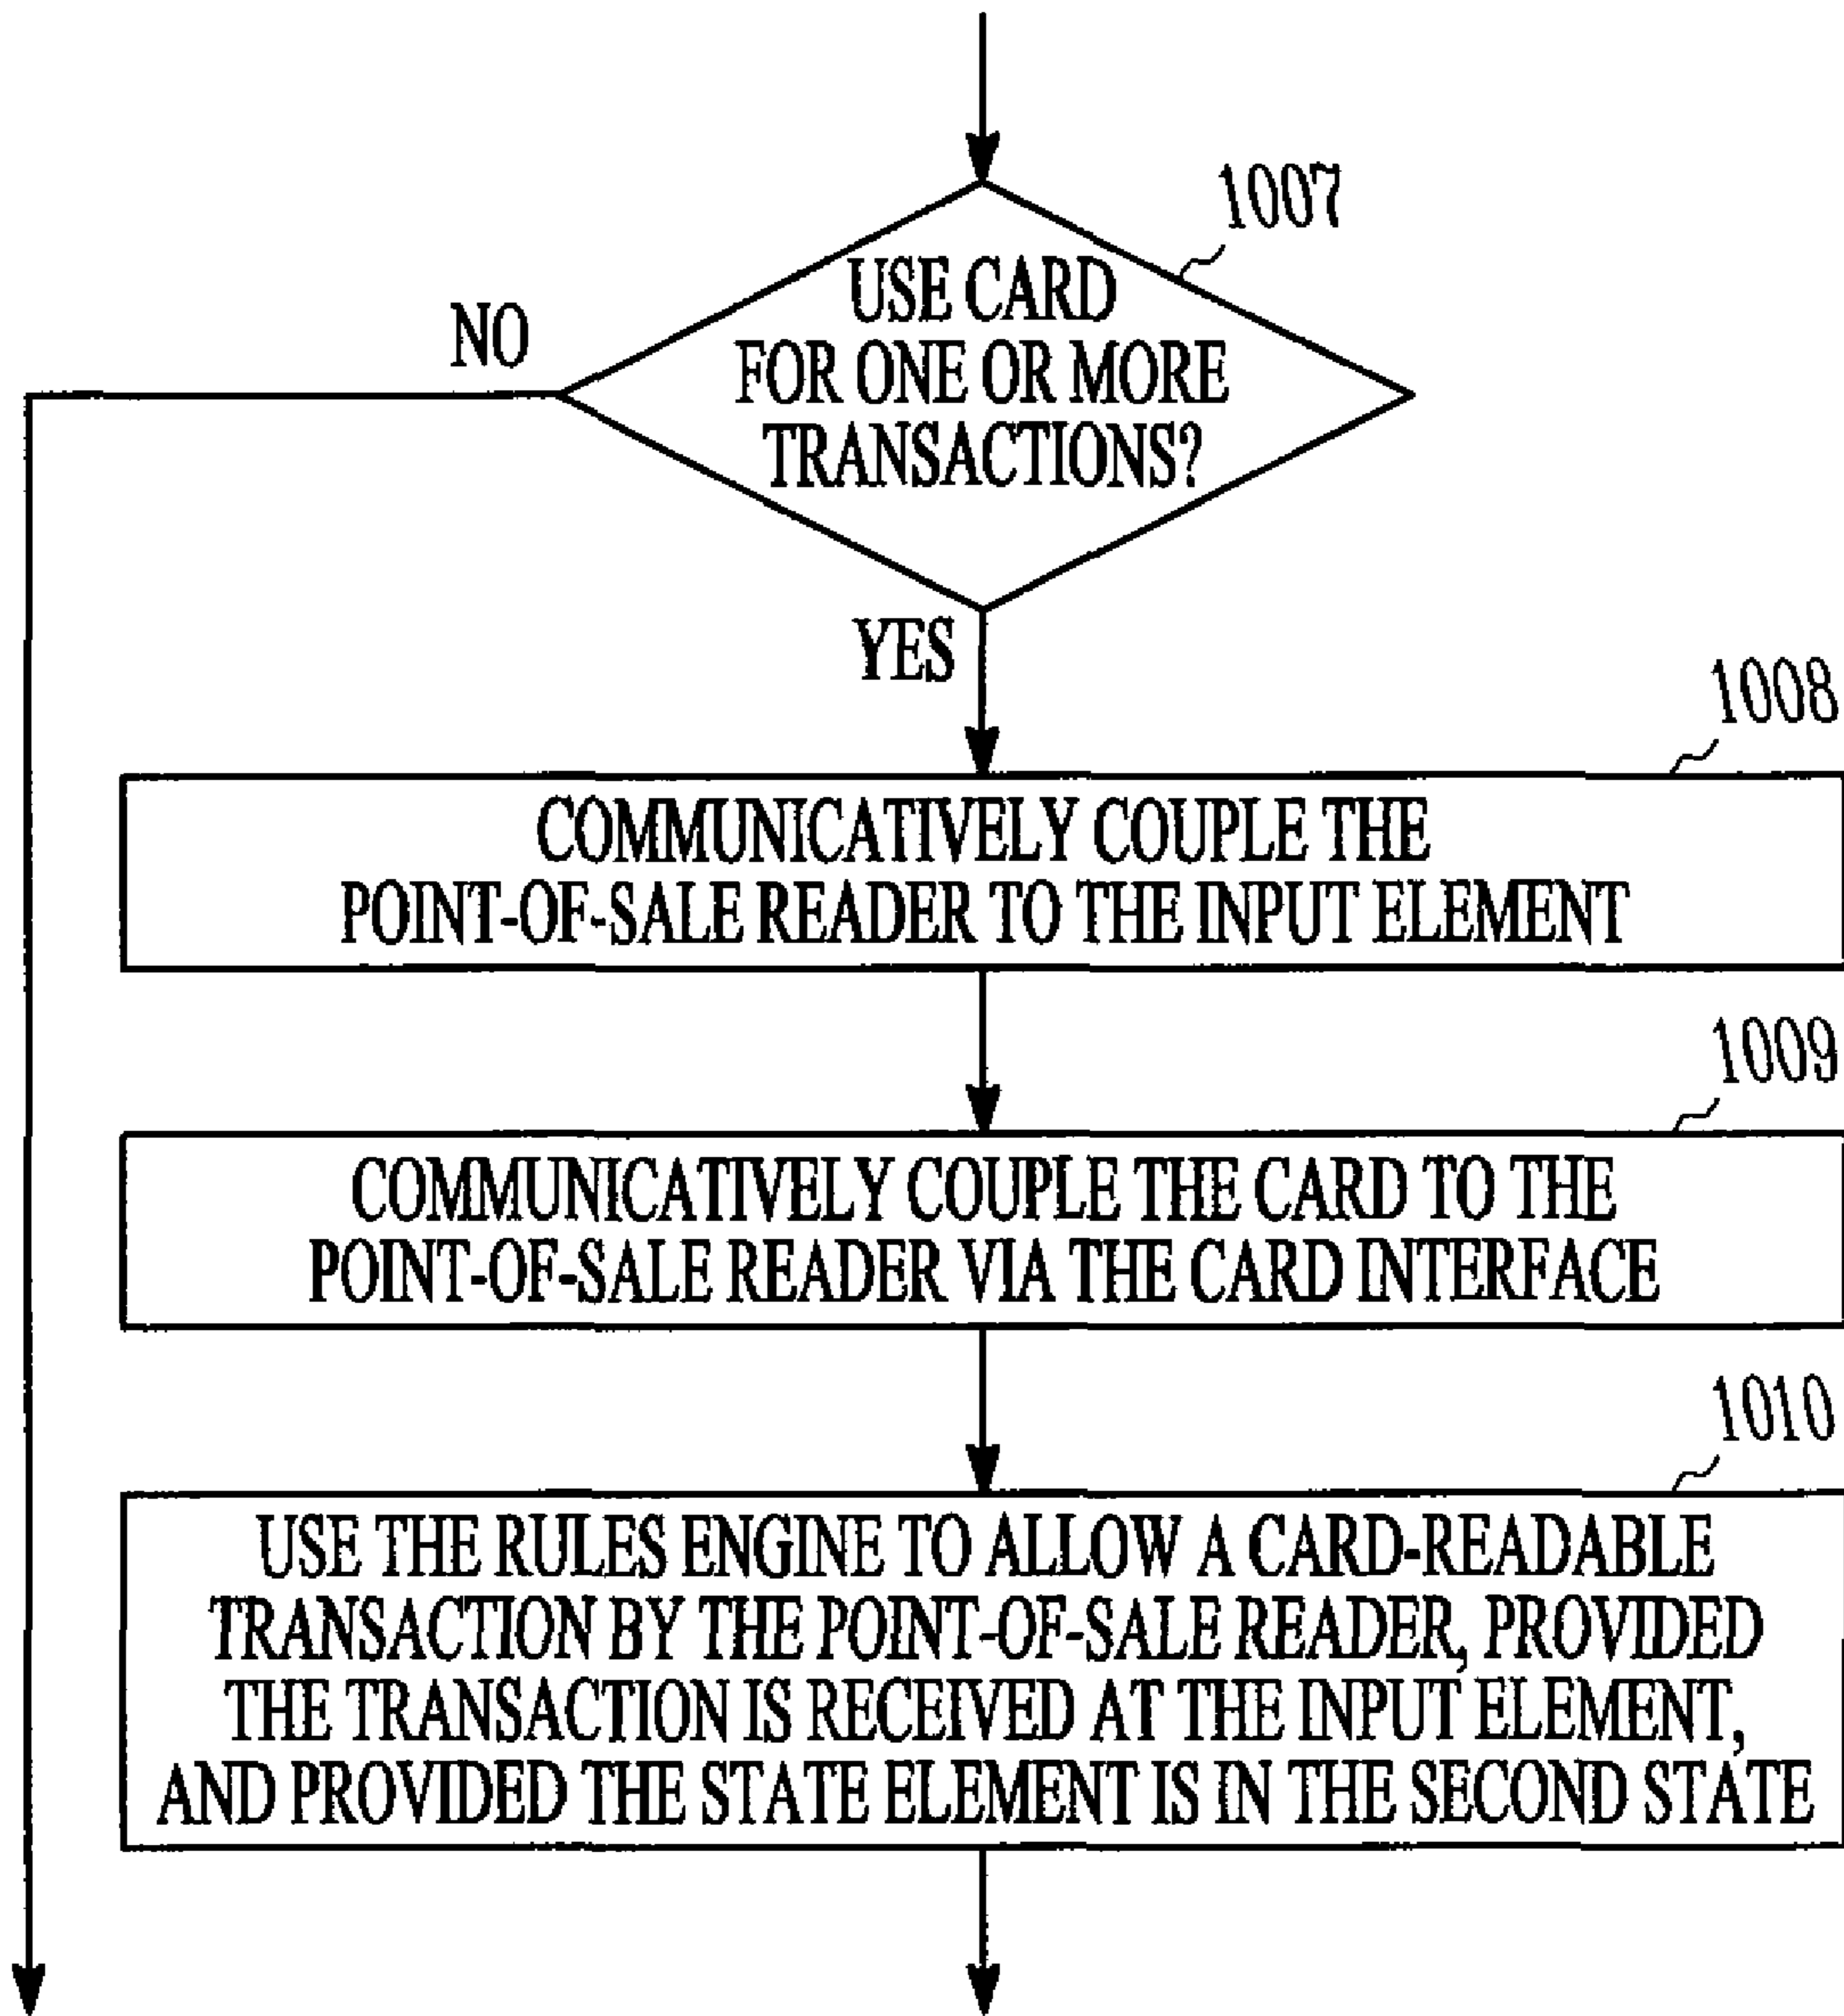 1007
USE CARD
FOR ONE OR MORE
TRANSACTIONS?
NO
YES
1008
COMMUNICATIVELY COUPLE THE
POINT-OF-SALE READER TO THE INPUT ELEMENT
1009
COMMUNICATIVELY COUPLE THE CARD TO THE
POINT-OF-SALE READER VIA THE CARD INTERFACE
1010
USE THE RULES ENGINE TO ALLOW A CARD-READABLE
TRANSACTION BY THE POINT-OF-SALE READER, PROVIDED
THE TRANSACTION IS RECEIVED AT THE INPUT ELEMENT,
AND PROVIDED THE STATE ELEMENT IS IN THE SECOND STATE